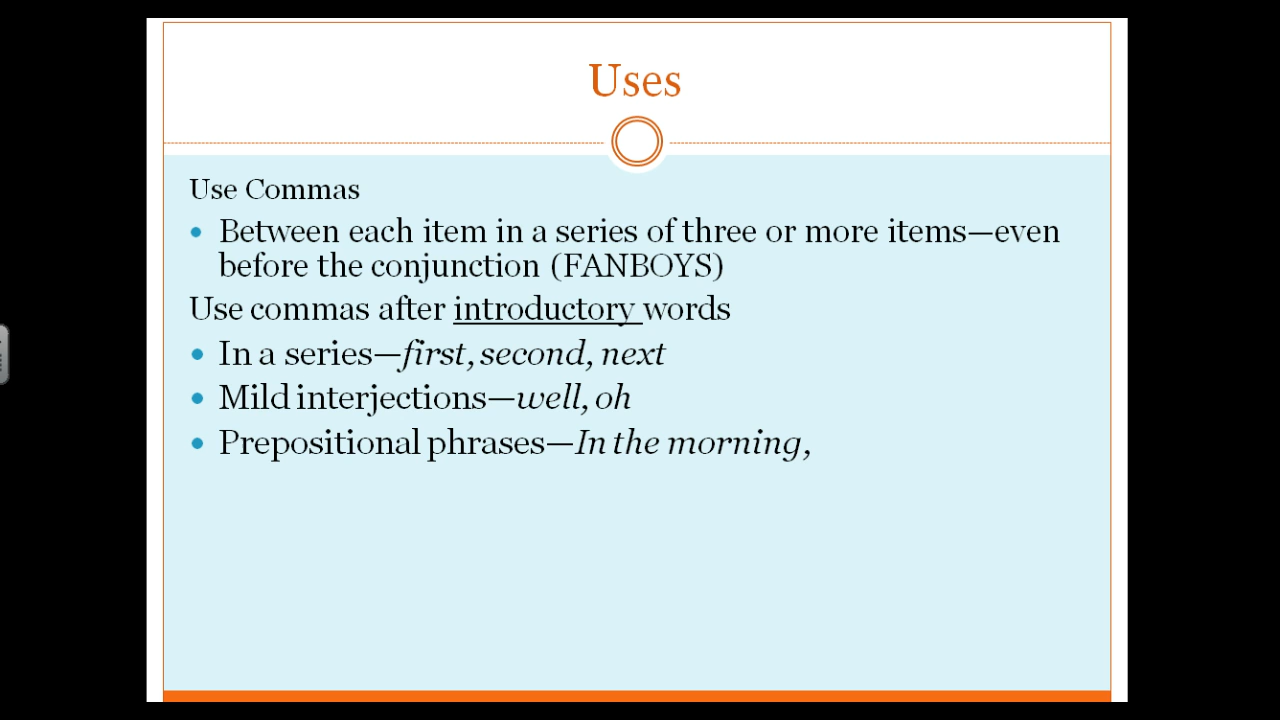 Uses
Use Commas
• Between each item in a series of three or more items—even
before the conjunction (FANBOYS)
Use commas after introductory words
• In a series—first, second, next
• Mild interjections—well, oh
• Prepositional phrases—In the morning,